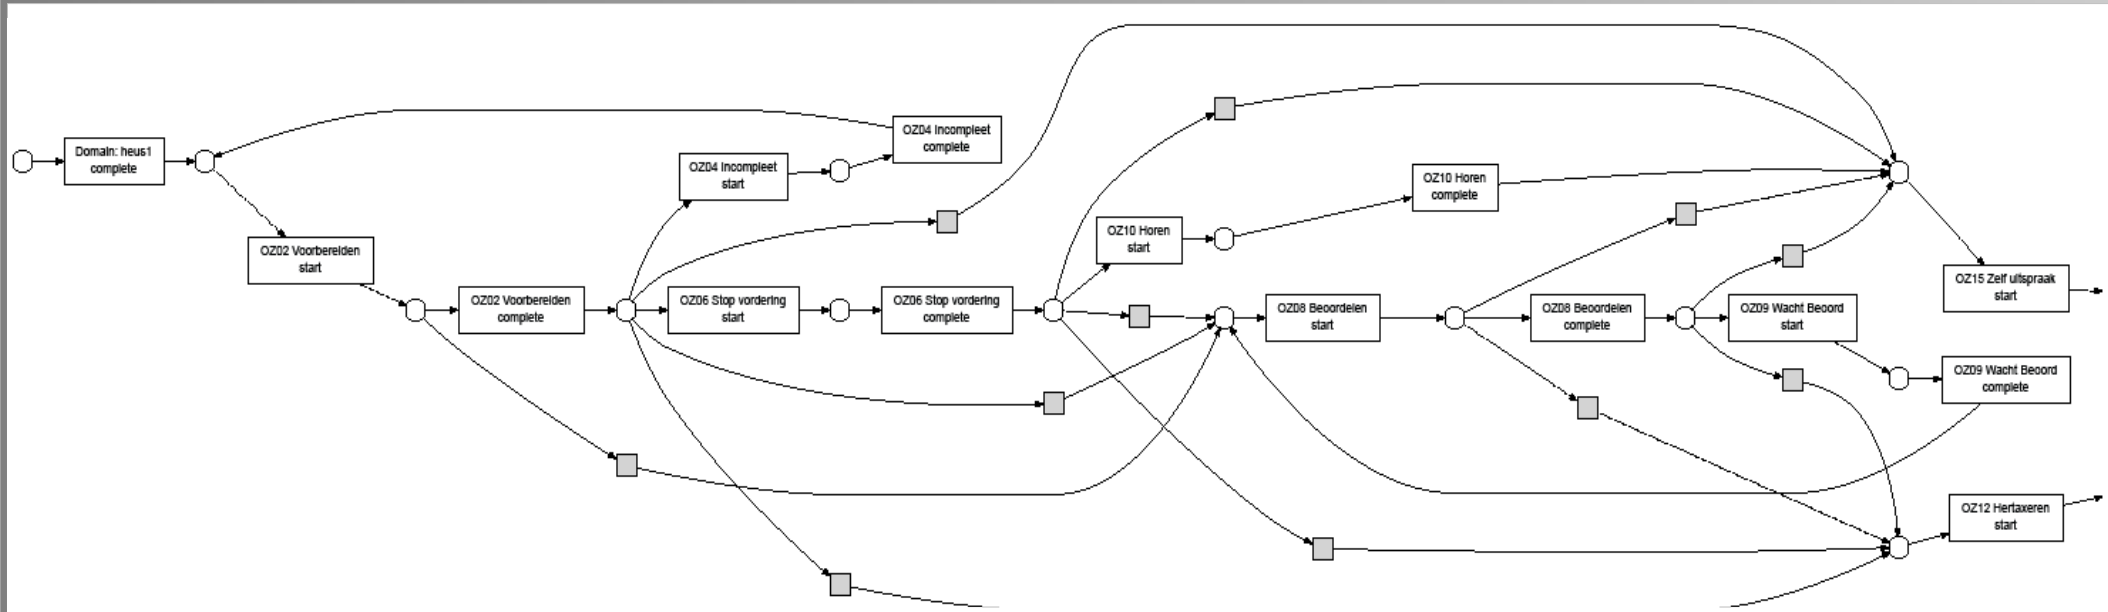 Domain: heus1
complete
OZ02 Voorbereiden
start
OZ02 Voorbereiden
complete
OZ04 Incompleet
start
OZ04 Incompleet
complete
OZ06 Stop vordering
start
OZ06 Stop vordering
complete
OZ10 Horen
start
OZ10 Horen
complete
OZ08 Beoordelen
start
OZ08 Beoordelen
complete
OZ09 Wacht Beoord
start
OZ09 Wacht Beoord
complete
OZ15 Zelf uitspraak
start
OZ12 Hertaxeren
start